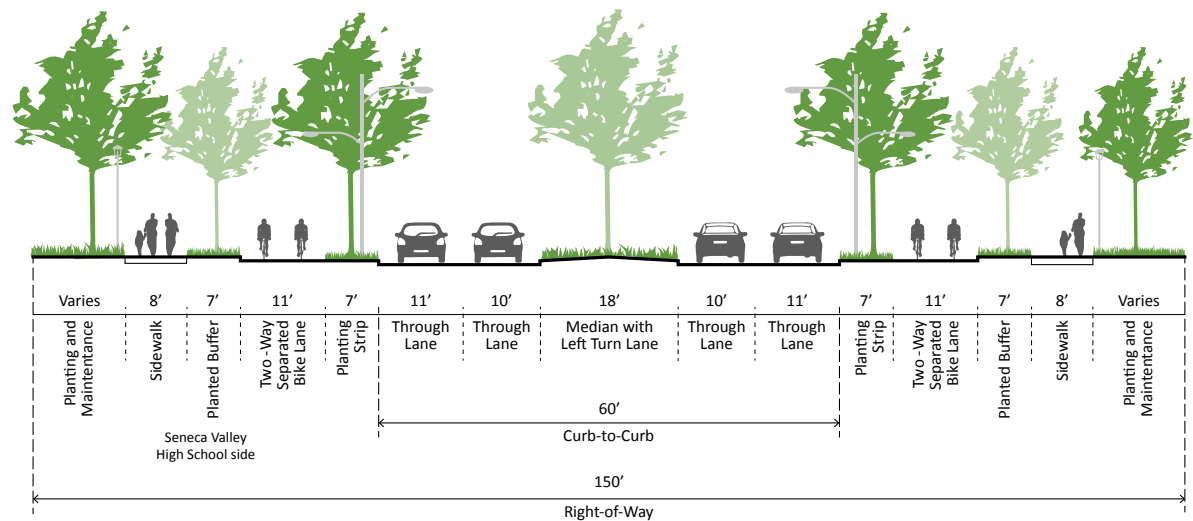 Varies
8’
7’
11’
7’
11’
10’
18’
10’
11’
7’
11’
7’
8’
Varies
Planting and
Maintentance
Sidewalk
Planted Buffer
Two -Way
Separated
Bike Lane
Planting
Strip
Through
Lane
Through
Lane
Median with
Left Turn Lane
Through
Lane
Through
Lane
Planting
Strip
Two -Way
Separated
Bike Lane
Planted Buffer
Sidewalk
Planting and
Maintentance
60’
Curb-to-Curb
Seneca Valley
High School side
150’
Right-of-Way